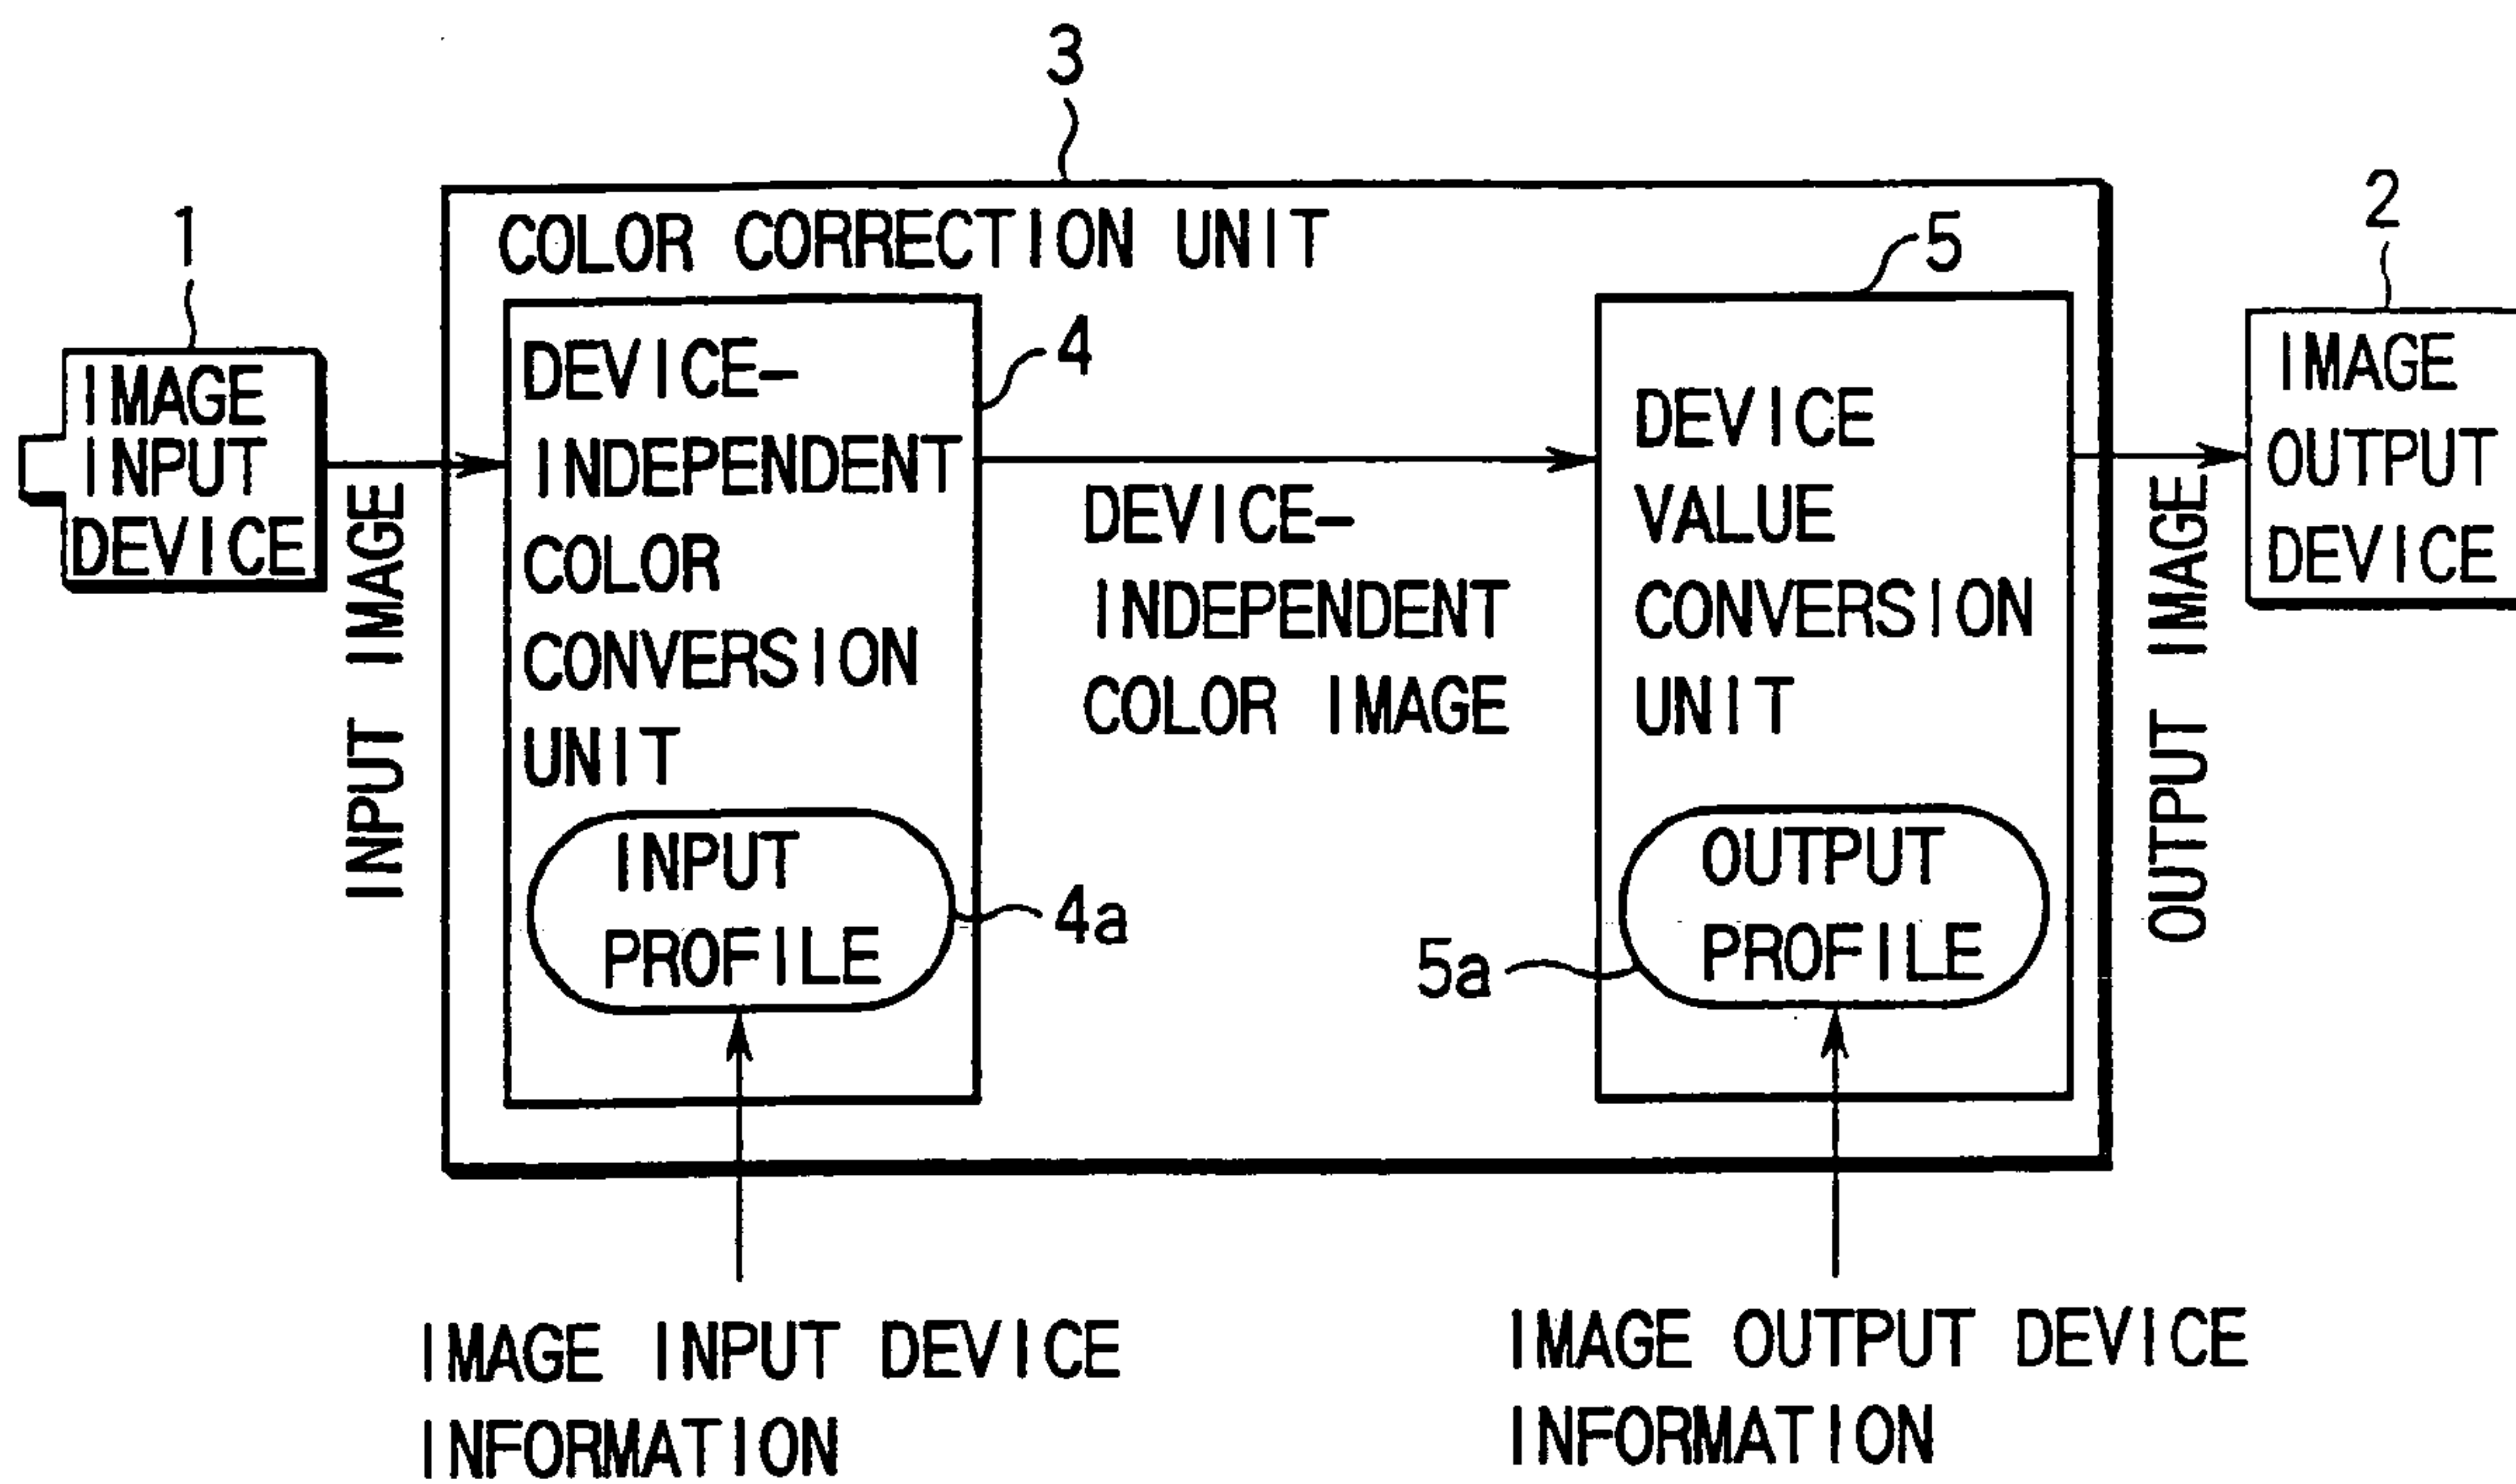 3
1
COLOR CORRECTION UNIT
5
2
IMAGE
INPUT
DEVICE
INPUT IMAGE
DEVICE-
INDEPENDENT
COLOR
CONVERSION
UNIT
4
INPUT
PROFILE
4a
DEVICE-
INDEPENDENT
COLOR IMAGE
DEVICE
VALUE
CONVERSION
UNIT
OUTPUT
PROFILE
5a
OUTPUT IMAGE
IMAGE
OUTPUT
DEVICE
IMAGE INPUT DEVICE
INFORMATION
IMAGE OUTPUT DEVICE
INFORMATION